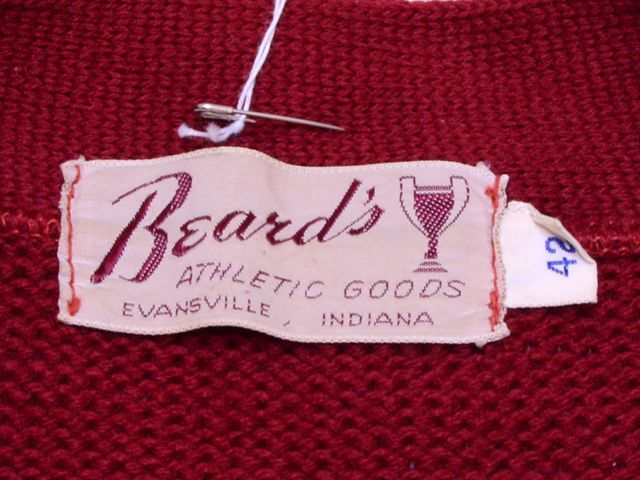 Beard's
ATHLETIC GOODS
EVANSVILLE, INDIANA
42